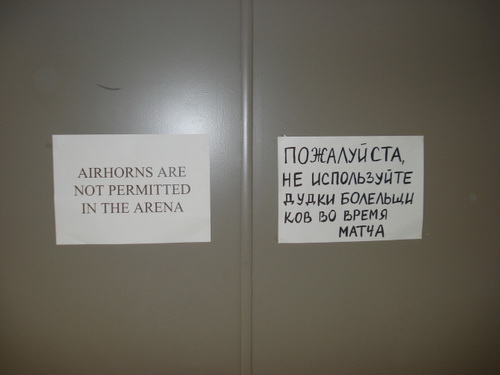 AIRHORNS ARE
NOT PERMITTED
IN THE ARENA
ПОЖАЛУЙСТА,
НЕ ИСПОЛЬЗУЙТЕ
ДУДКИ БОЛЕЛЬЩИ
КОВ ВО ВРЕМЯ
МАТЧА